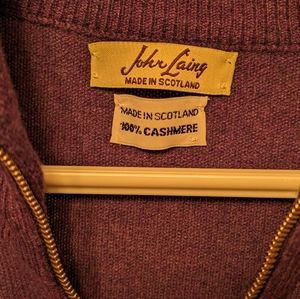 John Laing
MADE IN SCOTLAND
MADE IN SCOTLAND
100% CASHMERE